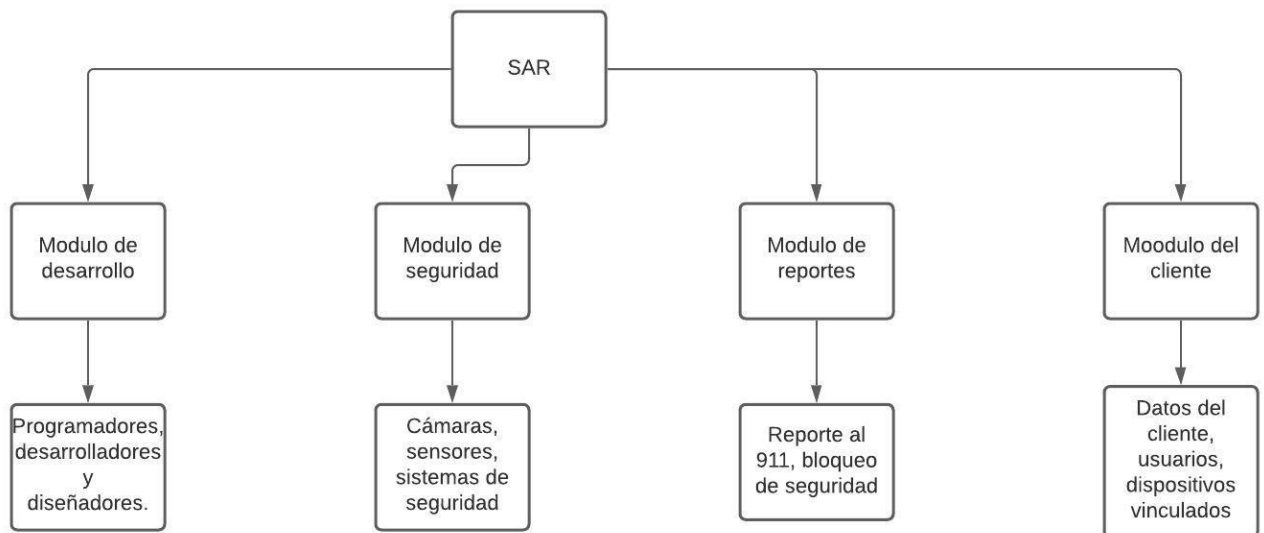 SAR
Modulo de
desarrollo
Modulo de
seguridad
Modulo de
reportes
Moodulo del
cliente
Programadores,
desarrolladores
y
diseñadores.
Cámaras,
sensores,
sistemas de
seguridad
Reporte al
911, bloqueo
de seguridad
Datos del
cliente,
usuarios,
dispositivos
vinculados